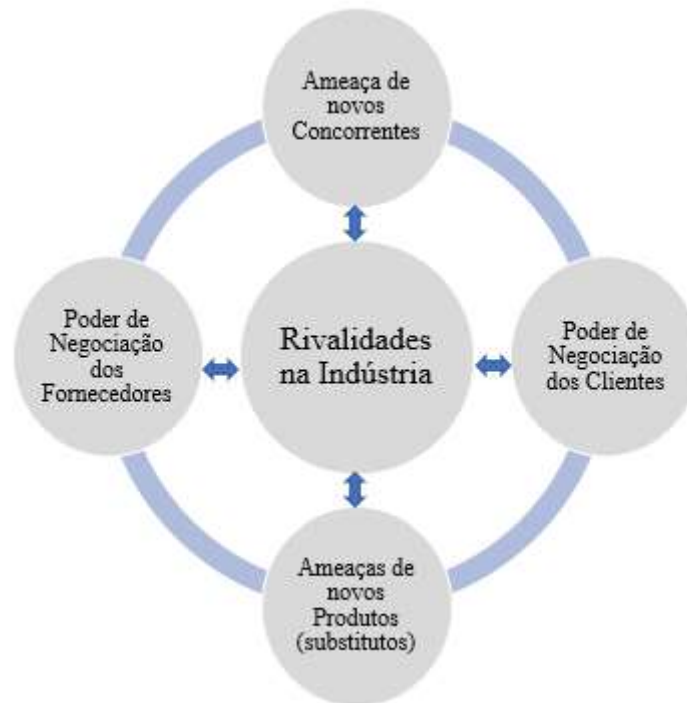 Ameaça de
novos
Concorrentes
Poder de
Negociação
dos
Fornecedores
Rivalidades
na Indústria
Poder de
Negociação
dos Clientes
Ameaças de
novos
Produtos
(substitutos)